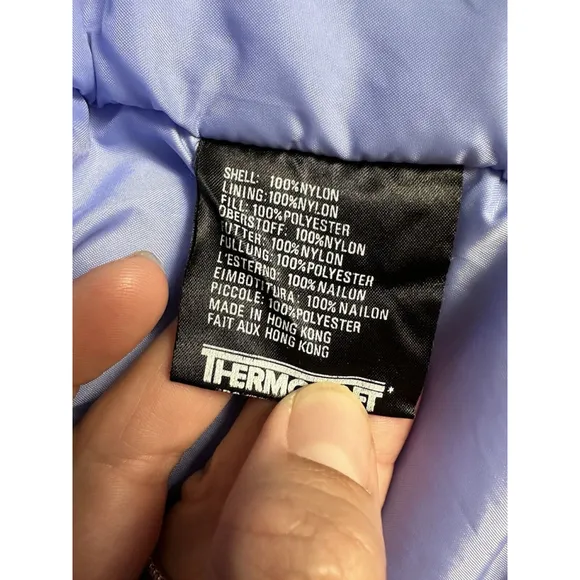 SHELL: 100%NYLON
LINING:100%NYLON
FILL: 100%POLYESTER
OBERSTOFF: 100%NYLON
FUTTER: 100%NYLON
FULLUNG: 100%POLYESTER
L'ESTERNO: 100%NAILON
EIMBOTITURA: 100%NAILON
PICCOLE: 100%POLYESTER
MADE IN HONG KONG
FAIT AUX HONG KONG